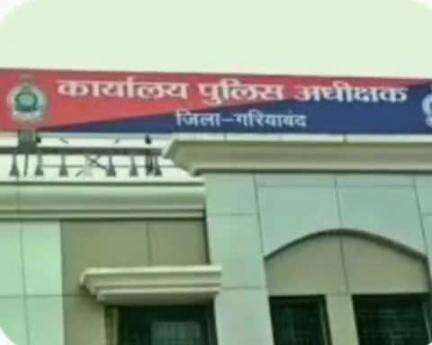 कार्यालय पुलिस अधीक्षक
जिला-गरियाबंद